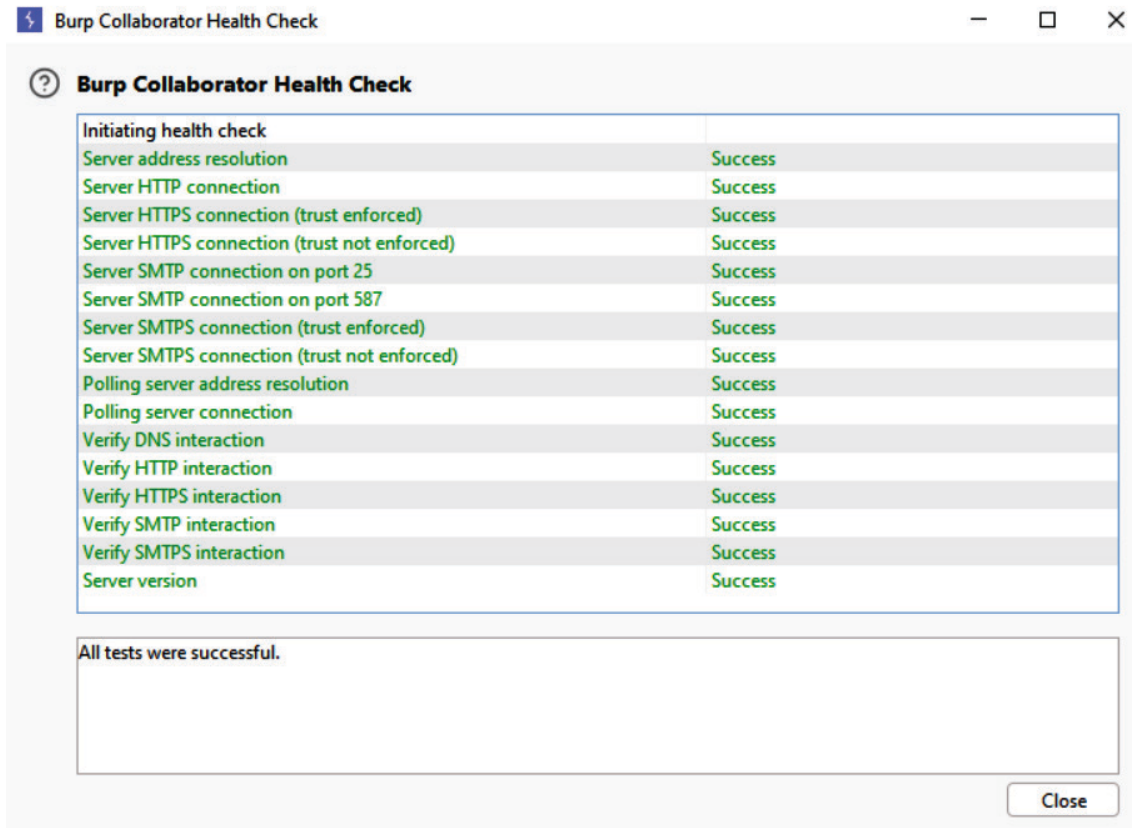 Burp Collaborator Health Check
Burp Collaborator Health Check
Initiating health check
Server address resolution Success
Server HTTP connection Success
Server HTTPS connection (trust enforced) Success
Server HTTPS connection (trust not enforced) Success
Server SMTP connection on port 25 Success
Server SMTP connection on port 587 Success
Server SMTPS connection (trust enforced) Success
Server SMTPS connection (trust not enforced) Success
Polling server address resolution Success
Polling server connection Success
Verify DNS interaction Success
Verify HTTP interaction Success
Verify HTTPS interaction Success
Verify SMTP interaction Success
Verify SMTPS interaction Success
Server version Success
All tests were successful.
Close